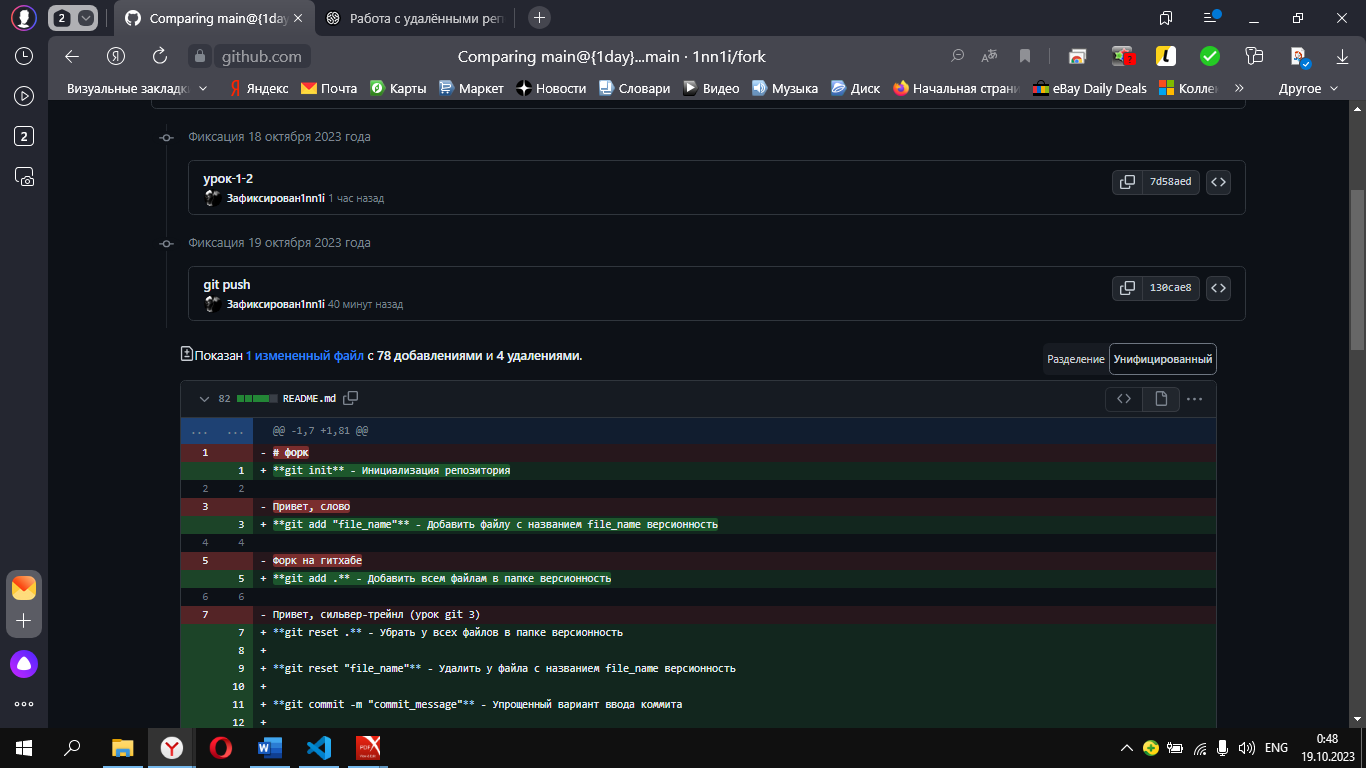 2
Comparing main@{1day
Работа с удалёнными реп
github.com
Comparing main@{1day}...main · 1nn1i/fork
Визуальные закладк
Яндекс
Почта
Карты
Маркет
Новости
Словари
Видео
Музыка
Диск
Начальная страни
eBay Daily Deals
Коллек
»
Другое
2
Фиксация 18 октября 2023 года
урок-1-2
7d58aed
Зафиксирован1nn1i 1 час назад
Фиксация 19 октября 2023 года
git push
130cae8
Зафиксирован1nn1i 40 минут назад
Показан 1 измененный файл с 78 добавлениями и 4 удалениями.
Разделение
Унифицированный
82 README.md
... ... @@ -1,7 +1,81 @@
1 - # форк
1 + **git init** - Инициализация репозитория
2 2
3 - Привет, слово
3 + **git add "file_name"** - Добавить файлу с названием file_name версионность
4 4
5 - Форк на гитхабе
5 + **git add .** - Добавить всем файлам в папке версионность
6 6
7 - Привет, сильвер-трейнл (урок git 3)
7 + **git reset .** - Убрать у всех файлов в папке версионность
8 +
9 + **git reset "file_name"** - Удалить у файла с названием file_name версионность
10 +
11 + **git commit -m "commit_message"** - Упрощенный вариант ввода коммита
12 +
ENG
0:48
19.10.2023